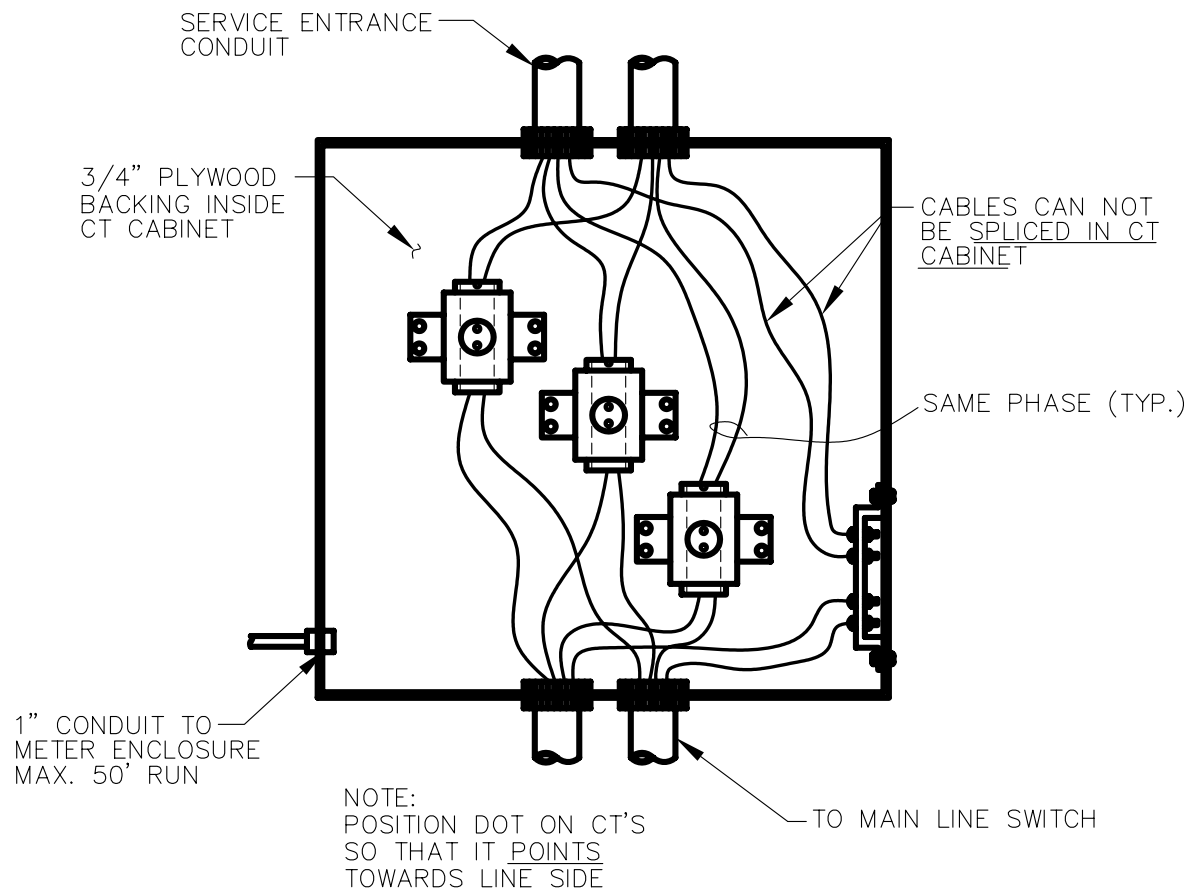 SERVICE ENTRANCE
CONDUIT
3/4" PLYWOOD
BACKING INSIDE
CT CABINET
CABLES CAN NOT
BE SPLICED IN CT
CABINET
SAME PHASE (TYP.)
1" CONDUIT TO
METER ENCLOSURE
MAX. 50' RUN
NOTE:
POSITION DOT ON CT'S
SO THAT IT POINTS
TOWARDS LINE SIDE
TO MAIN LINE SWITCH